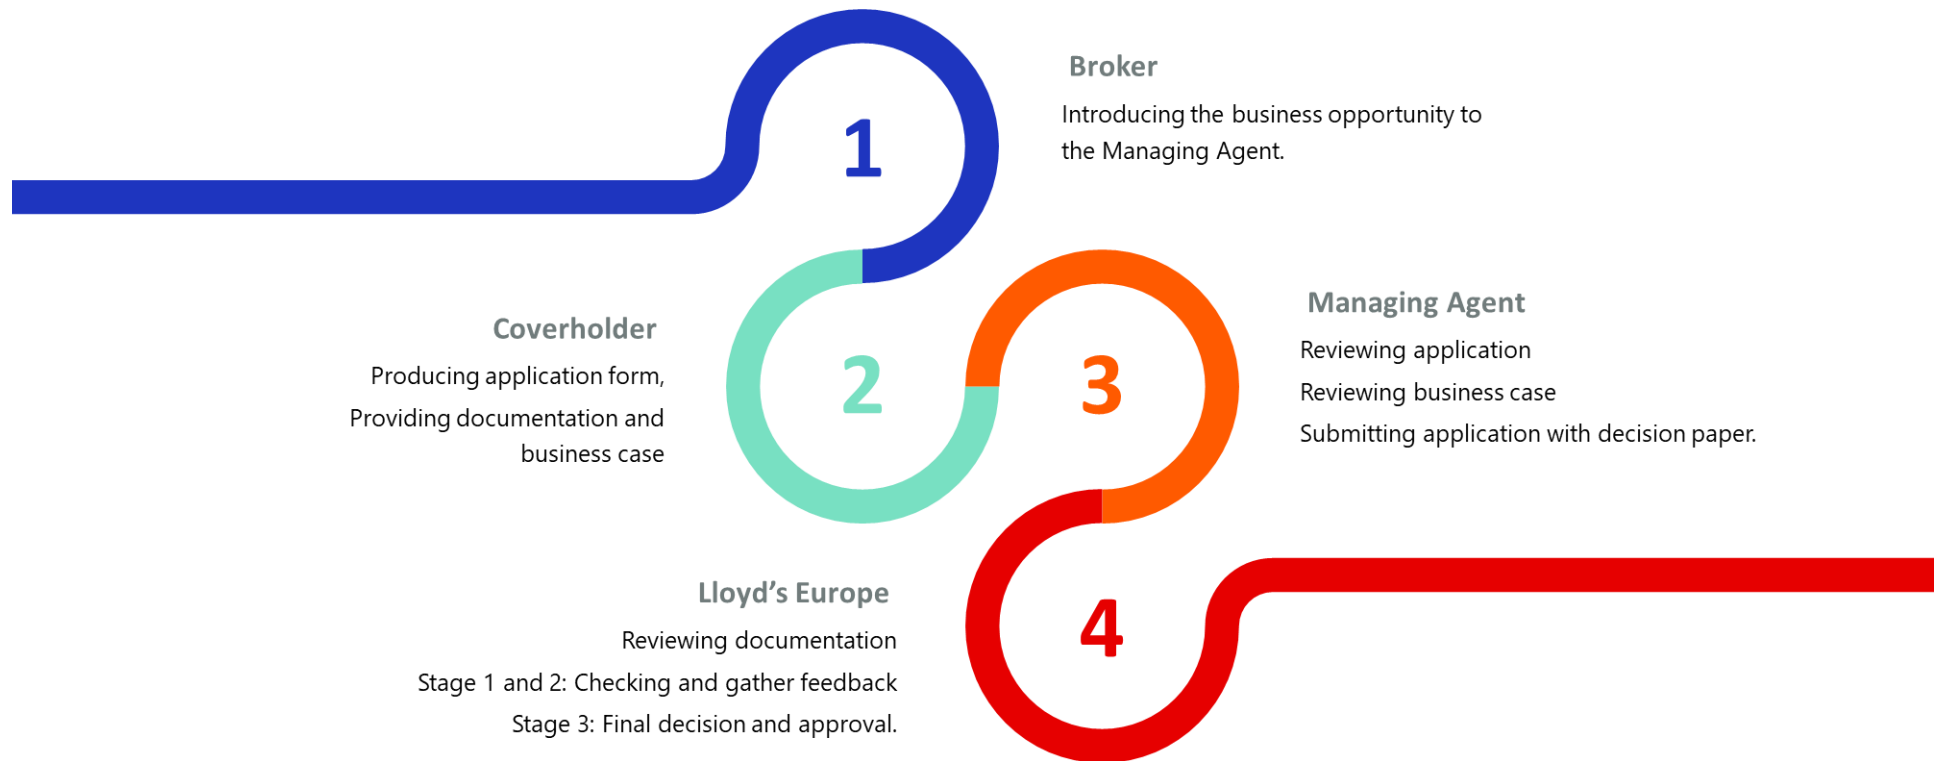 1
Broker
Introducing the business opportunity to
the Managing Agent.
2
Coverholder
Producing application form,
Providing documentation and
business case
3
Managing Agent
Reviewing application
Reviewing business case
Submitting application with decision paper.
4
Lloyd’s Europe
Reviewing documentation
Stage 1 and 2: Checking and gather feedback
Stage 3: Final decision and approval.